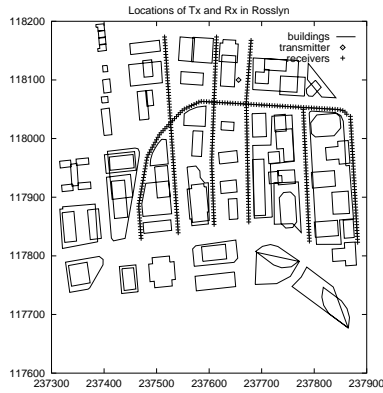 Locations of Tx and Rx in Rosslyn
118200
buildings
transmitter
receivers
118100
118000
117900
117800
117700
117600
237300 237400 237500 237600 237700 237800 237900